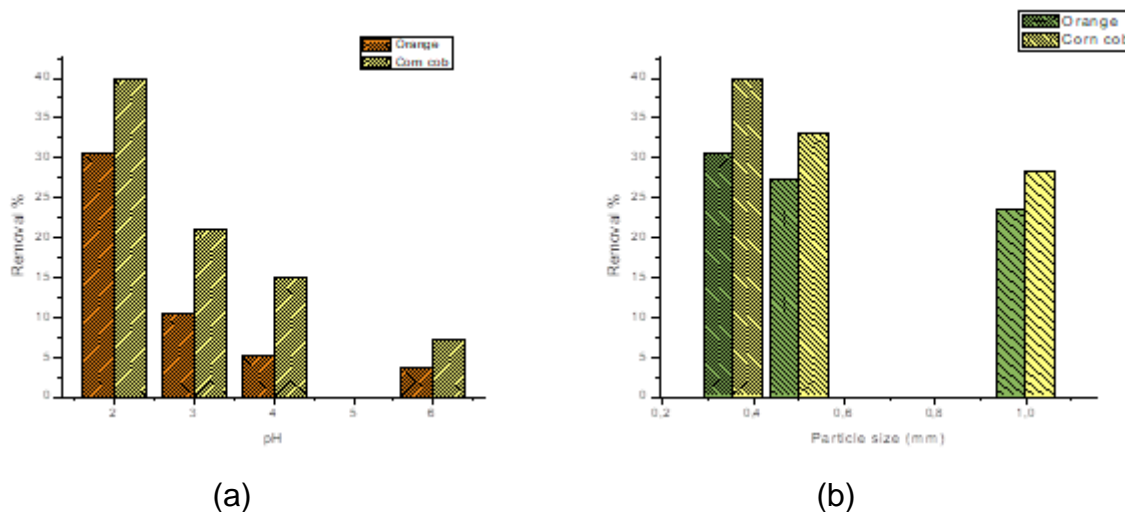 Orange
Corn cob
40
35
30
25
20
15
10
5
0
Removal %
2 3 4 5 6
pH
(a)
Orange
Corn cob
40
35
30
25
20
15
10
5
0
Removal %
0,2 0,4 0,6 0,8 1,0
Particle size (mm)
(b)